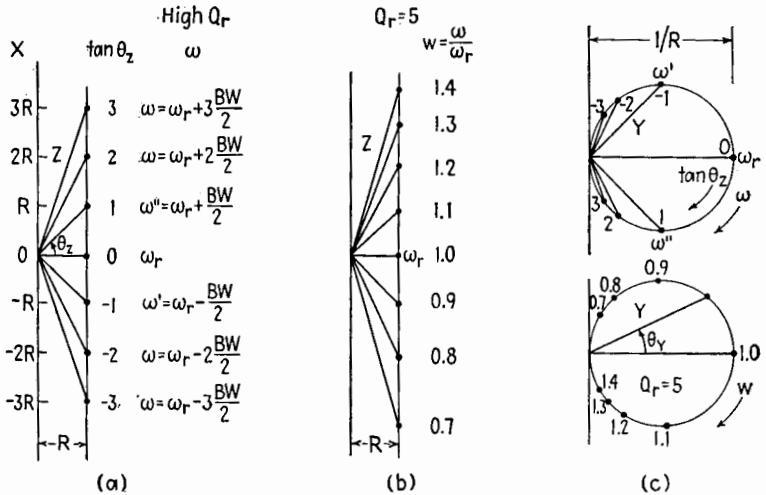 High Qr
X tanθz ω
3R 3 ω=ωr+3 BW/2
Z
2R 2 ω=ωr+2 BW/2
R 1 ω″=ωr+ BW/2
θz
0 0 ωr
-R -1 ω′=ωr- BW/2
-2R -2 ω=ωr-2 BW/2
-3R -3 ω=ωr-3 BW/2
R
(a)
Qr=5
w= ω/ωr
1.4
1.3
Z
1.2
1.1
ωr 1.0
0.9
0.8
0.7
R
(b)
1/R
ω′
-3 -2 -1
Y
0 ωr
tanθz
ω
3 2 1
ω″
0.9
0.8
0.7
Y
θY
1.0
1.4 Qr=5
1.3 w
1.2 1.1
(c)